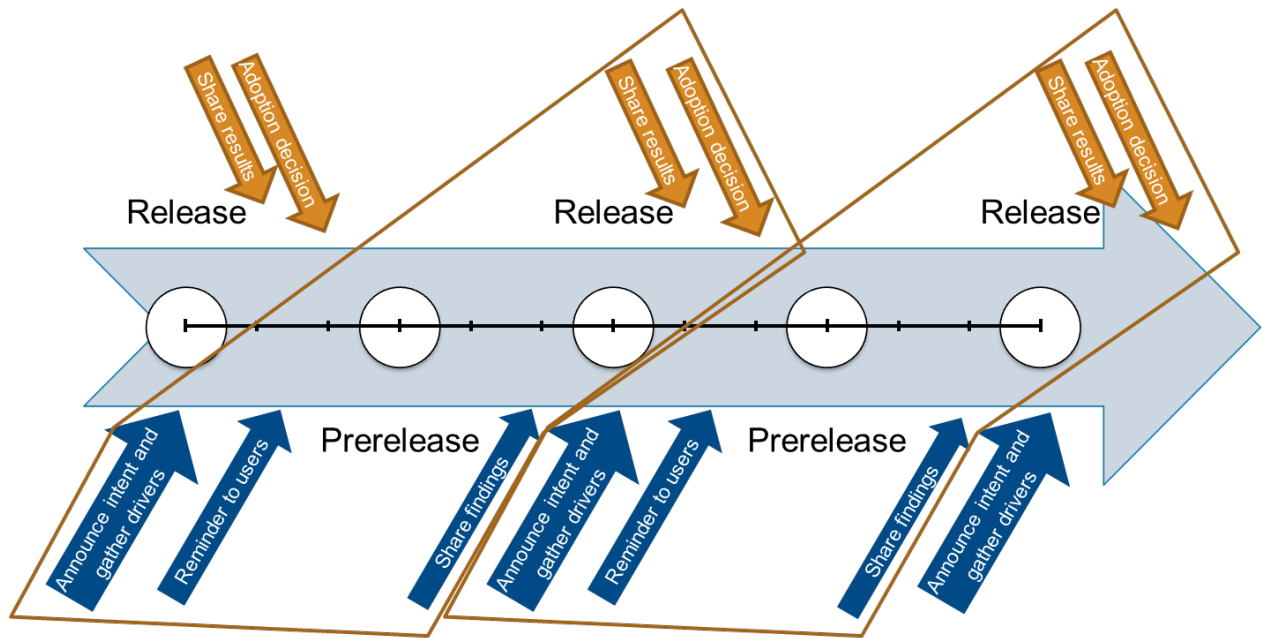 Share results
Adoption decision
Share results
Adoption decision
Share results
Adoption decision
Release
Release
Release
Prerelease
Prerelease
Announce intent and
gather drivers
Reminder to users
Share findings
Announce intent and
gather drivers
Reminder to users
Share findings
Announce intent and
gather drivers